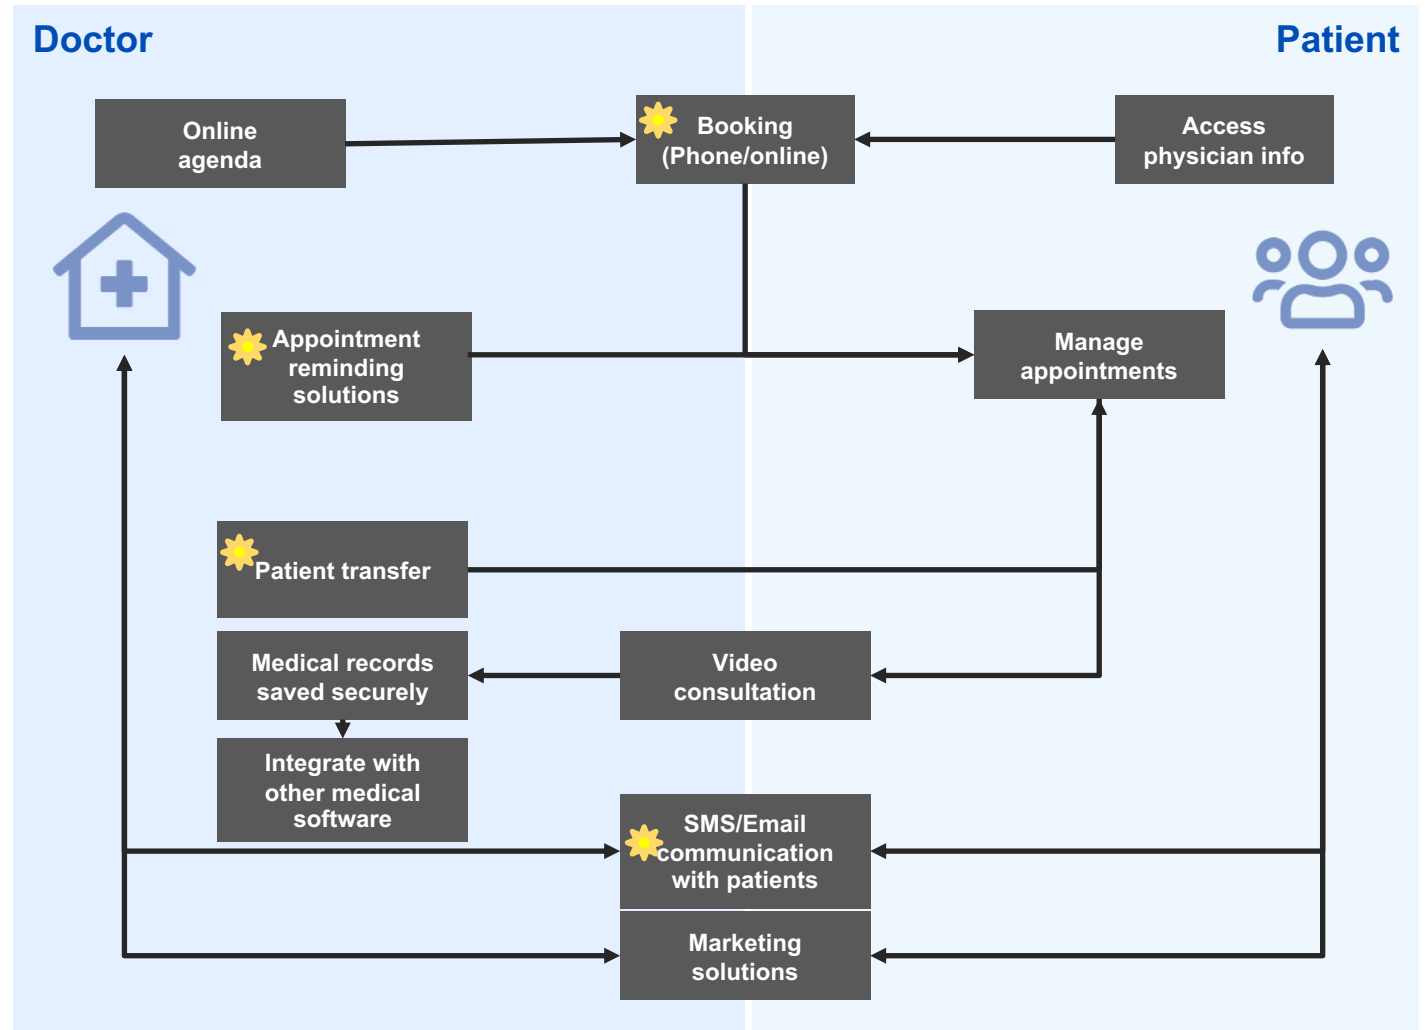 Doctor
Patient
Online
agenda
Booking
(Phone/online)
Access
physician info
Appointment
reminding
solutions
Manage
appointments
Patient transfer
Medical records
saved securely
Video
consultation
Integrate with
other medical
software
SMS/Email
communication
with patients
Marketing
solutions